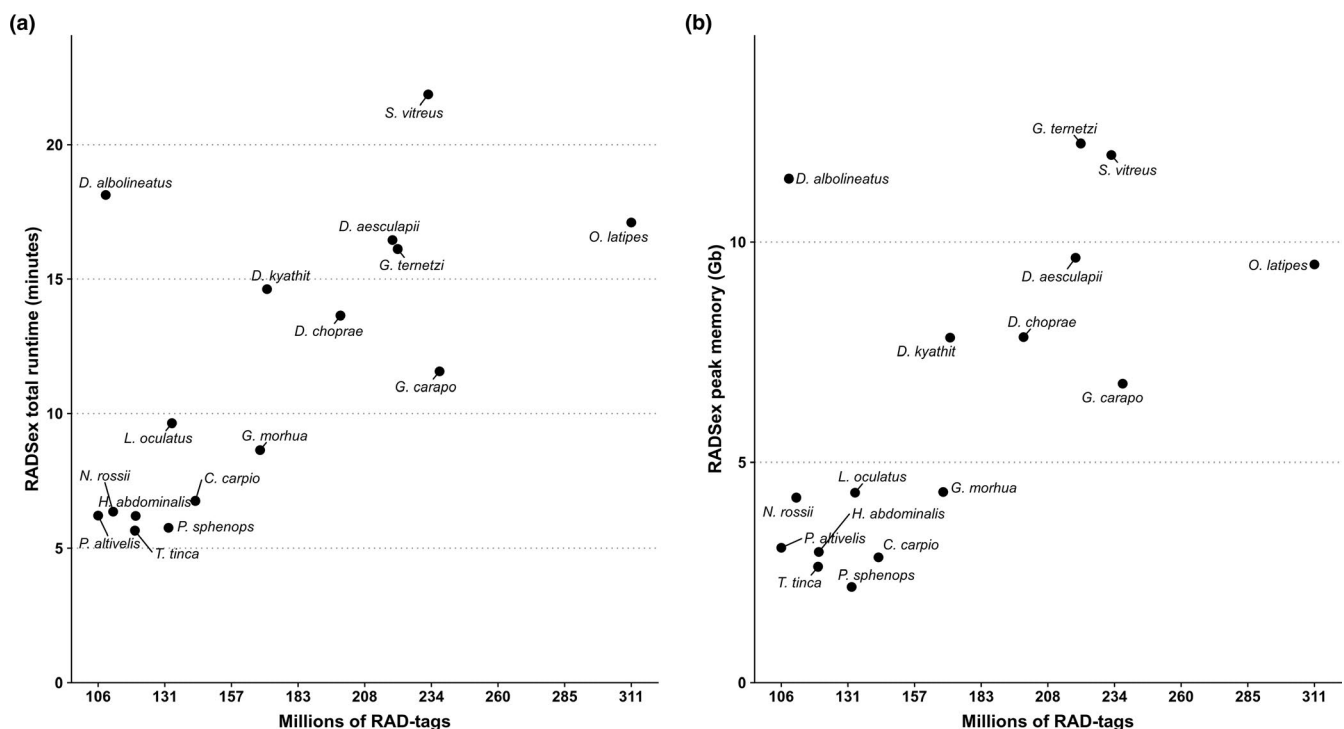 (a)
RADSex total runtime (minutes)
20
15
10
5
0
S. vitreus
D. albolineatus
D. aesculapii
O. latipes
G. ternetzi
D. kyathit
D. choprae
G. carapo
L. oculatus
G. morhua
N. rossii
C. carpio
H. abdominalis
P. sphenops
P. altivelis
T. tinca
106 131 157 183 208 234 260 285 311
Millions of RAD-tags
(b)
RADSex peak memory (Gb)
10
5
0
G. ternetzi
S. vitreus
D. albolineatus
D. aesculapii
O. latipes
D. choprae
D. kyathit
G. carapo
L. oculatus
G. morhua
N. rossii
H. abdominalis
P. altivelis
C. carpio
T. tinca
P. sphenops
106 131 157 183 208 234 260 285 311
Millions of RAD-tags